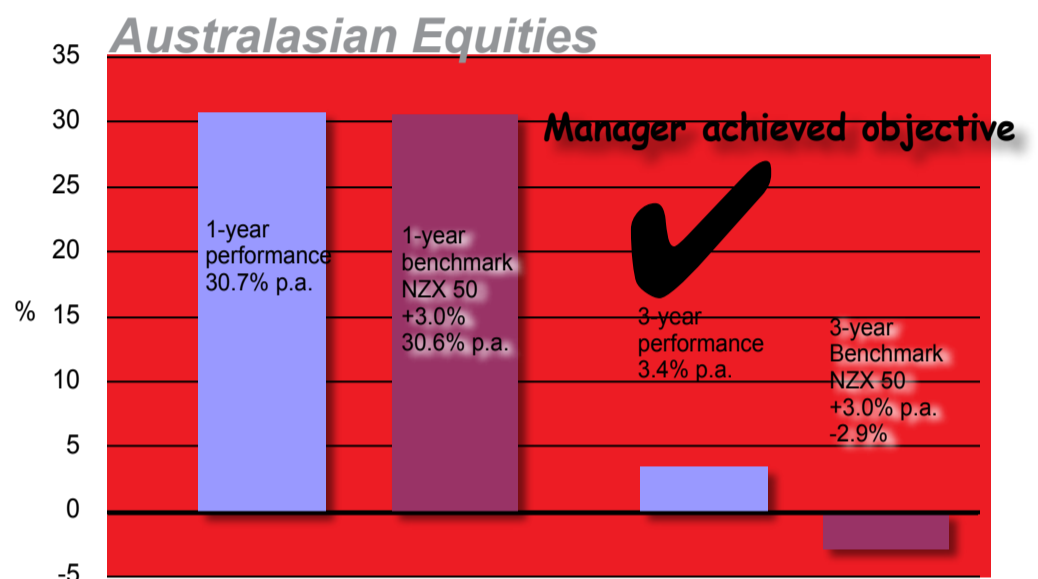 Australasian Equities
35
30
25
20
% 15
10
5
0
-5
Manager achieved objective
1-year
performance
30.7% p.a.
1-year
benchmark
NZX 50
+3.0%
30.6% p.a.
3-year
performance
3.4% p.a.
3-year
Benchmark
NZX 50
+3.0% p.a.
-2.9%